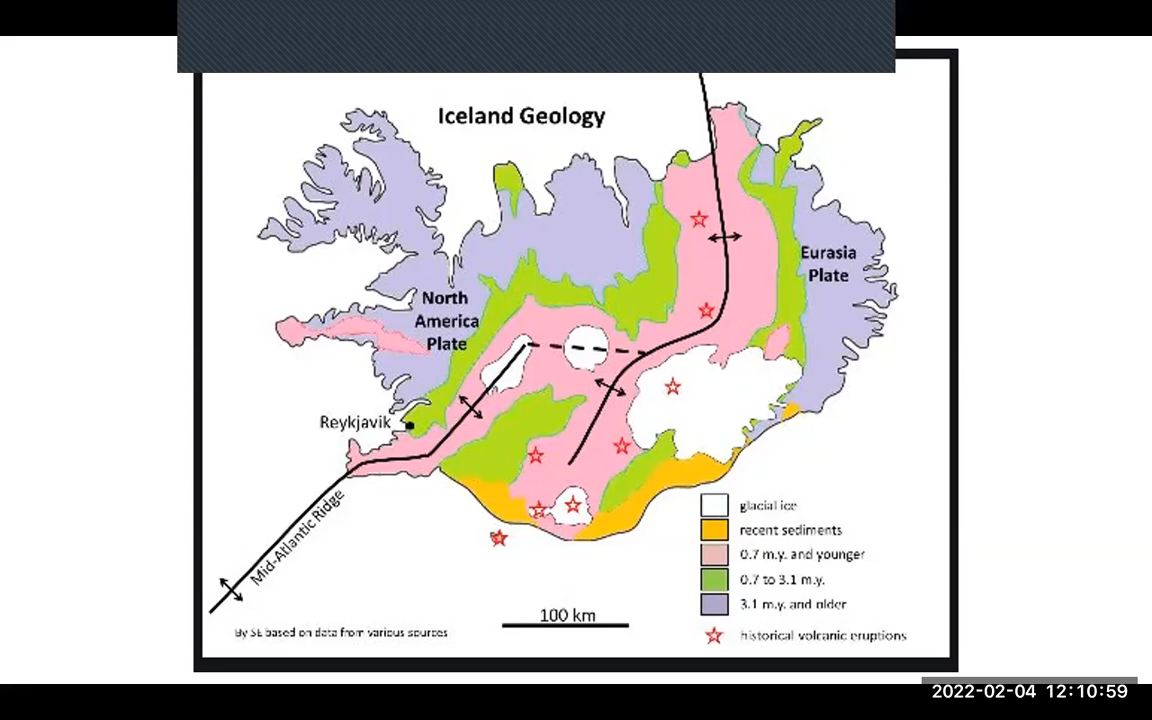 Iceland Geology
Eurasia
Plate
North
America
Plate
Reykjavik
Mid-Atlantic Ridge
glacial ice
recent sediments
0.7 m.y. and younger
0.7 to 3.1 m.y.
3.1 m.y. and older
historical volcanic eruptions
100 km
By SE based on data from various sources
2022-02-04 12:10:59